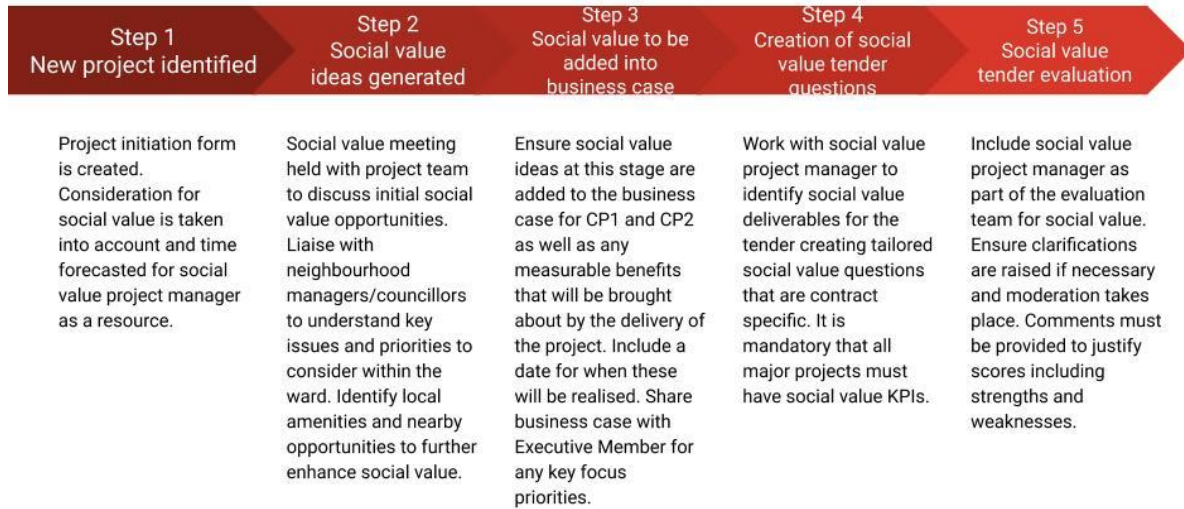 Step 1
New project identified
Step 2
Social value
ideas generated
Step 3
Social value to be
added into
business case
Step 4
Creation of social
value tender
questions
Step 5
Social value
tender evaluation
Project initiation form
is created.
Consideration for
social value is taken
into account and time
forecasted for social
value project manager
as a resource.
Social value meeting
held with project team
to discuss initial social
value opportunities.
Liaise with
neighbourhood
managers/councillors
to understand key
issues and priorities to
consider within the
ward. Identify local
amenities and nearby
opportunities to further
enhance social value.
Ensure social value
ideas at this stage are
added to the business
case for CP1 and CP2
as well as any
measurable benefits
that will be brought
about by the delivery of
the project. Include a
date for when these
will be realised. Share
business case with
Executive Member for
any key focus
priorities.
Work with social value
project manager to
identify social value
deliverables for the
tender creating tailored
social value questions
that are contract
specific. It is
mandatory that all
major projects must
have social value KPIs.
Include social value
project manager as
part of the evaluation
team for social value.
Ensure clarifications
are raised if necessary
and moderation takes
place. Comments must
be provided to justify
scores including
strengths and
weaknesses.